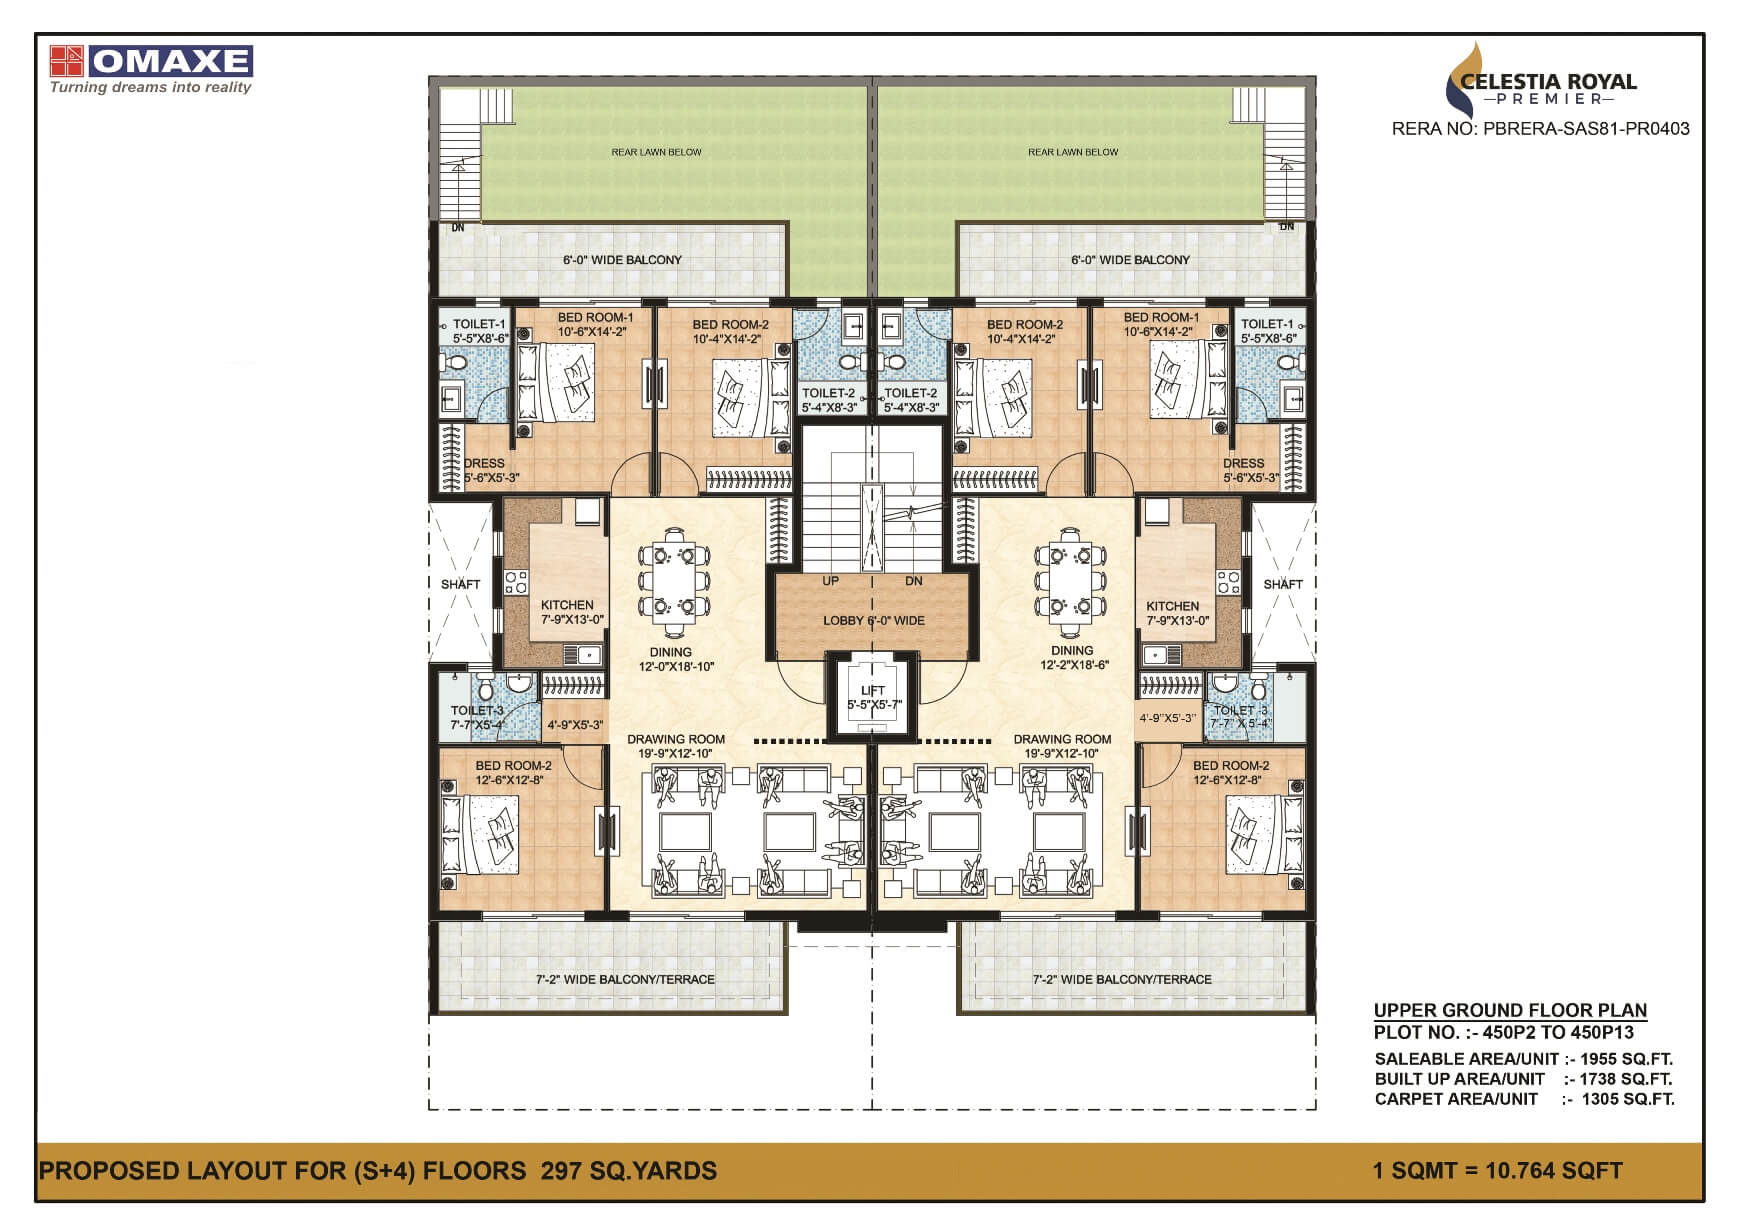 OMAXE
Turning dreams into reality
CELESTIA ROYAL
PREMIER
RERA NO: PBRERA-SAS81-PR0403
REAR LAWN BELOW
REAR LAWN BELOW
DN
DN
6'-0" WIDE BALCONY
6'-0" WIDE BALCONY
TOILET-1
5'-5"X8'-6"
BED ROOM-1
10'-6"X14'-2"
BED ROOM-2
10'-4"X14'-2"
BED ROOM-2
10'-4"X14'-2"
BED ROOM-1
10'-6"X14'-2"
TOILET-1
5'-5"X8'-6"
TOILET-2
5'-4"X8'-3"
TOILET-2
5'-4"X8'-3"
DRESS
5'-6"X5'-3"
DRESS
5'-6"X5'-3"
SHAFT
UP
DN
SHAFT
KITCHEN
7'-9"X13'-0"
LOBBY 6'-0" WIDE
KITCHEN
7'-9"X13'-0"
DINING
12'-0"X18'-10"
DINING
12'-2"X18'-6"
LIFT
5'-5"X5'-7"
TOILET-3
7'-7"X5'-4"
4'-9"X5'-3"
4'-9"X5'-3"
TOILET-3
7'-7" X 5'-4"
DRAWING ROOM
19'-9"X12'-10"
DRAWING ROOM
19'-9"X12'-10"
BED ROOM-2
12'-6"X12'-8"
BED ROOM-2
12'-6"X12'-8"
7'-2" WIDE BALCONY/TERRACE
7'-2" WIDE BALCONY/TERRACE
UPPER GROUND FLOOR PLAN
PLOT NO. :- 450P2 TO 450P13
SALEABLE AREA/UNIT :- 1955 SQ.FT.
BUILT UP AREA/UNIT :- 1738 SQ.FT.
CARPET AREA/UNIT :- 1305 SQ.FT.
PROPOSED LAYOUT FOR (S+4) FLOORS 297 SQ.YARDS
1 SQMT = 10.764 SQFT